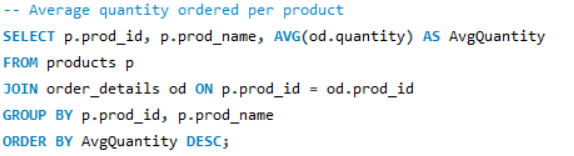 -- Average quantity ordered per product
SELECT p.prod_id, p.prod_name, AVG(od.quantity) AS AvgQuantity
FROM products p
JOIN order_details od ON p.prod_id = od.prod_id
GROUP BY p.prod_id, p.prod_name
ORDER BY AvgQuantity DESC;